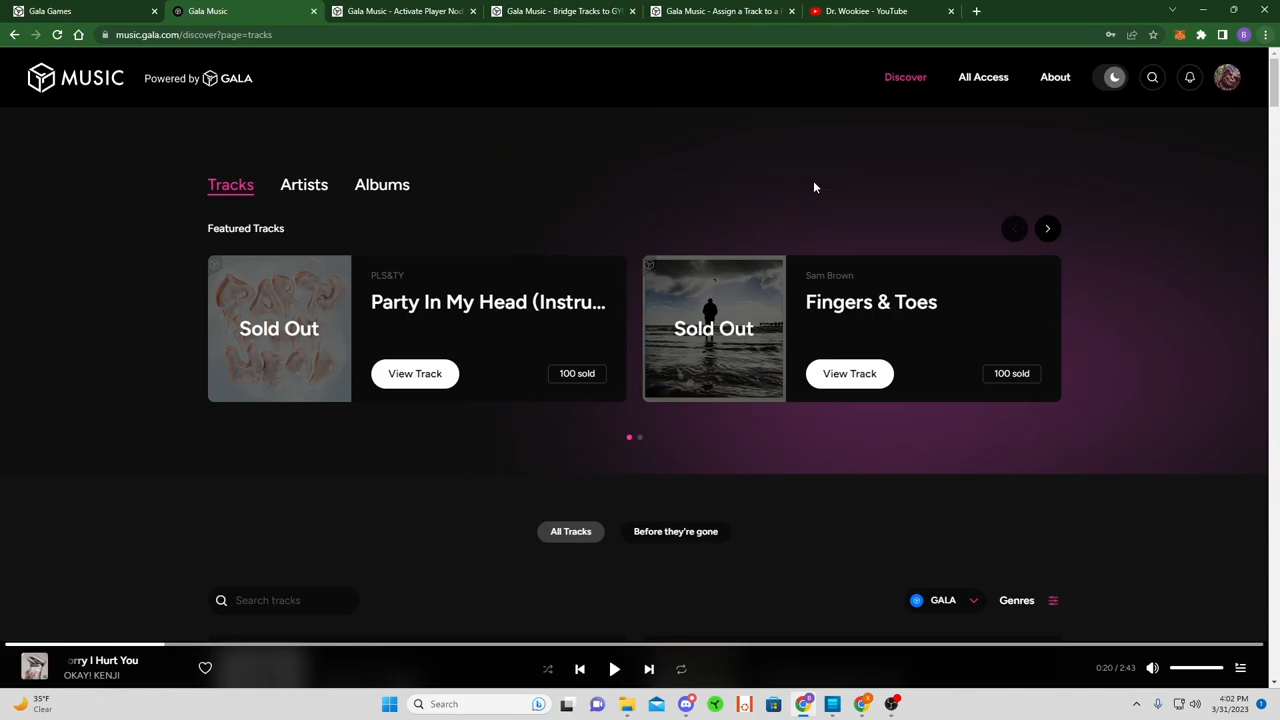 Gala Games
Gala Music
Gala Music - Activate Player Nod
Gala Music - Bridge Tracks to GY
Gala Music - Assign a Track to a
Dr. Wookiee - YouTube
music.gala.com/discover?page=tracks
MUSIC
Powered by GALA
Discover
All Access
About
Tracks
Artists
Albums
Featured Tracks
Sold Out
PLS&TY
Party In My Head (Instru...
View Track
100 sold
Sold Out
Sam Brown
Fingers & Toes
View Track
100 sold
All Tracks
Before they're gone
Search tracks
GALA
Genres
orry I Hurt You
OKAY! KENJI
0:20 / 2:43
35°F
Clear
Search
4:02 PM
3/31/2023